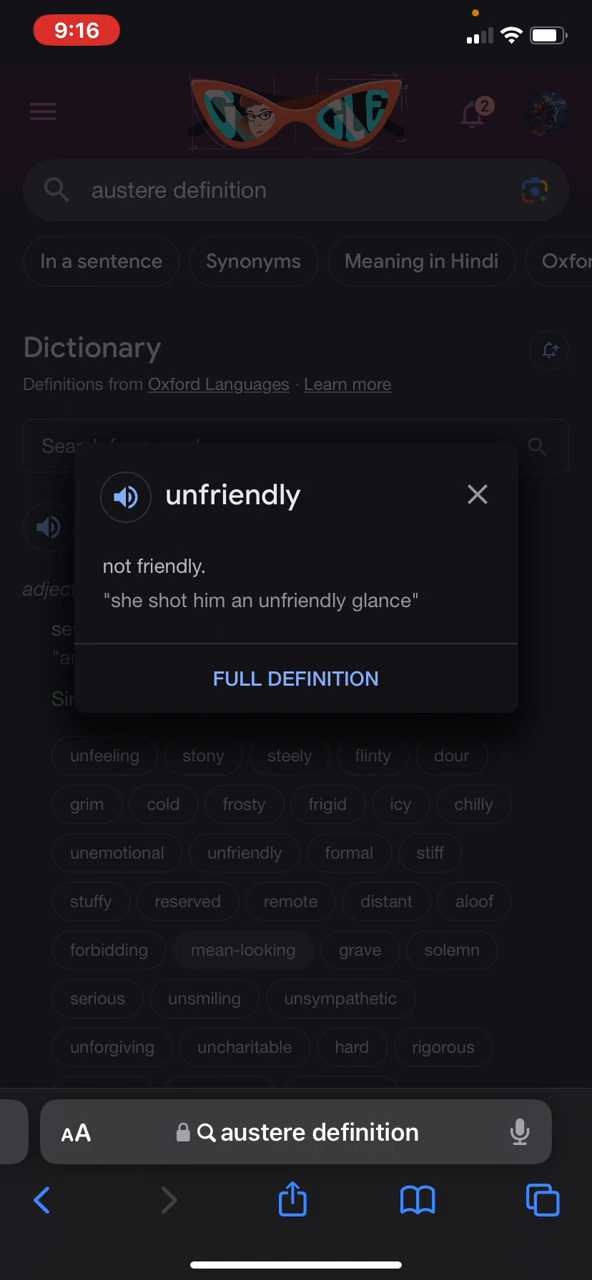 9:16
GOOGLE
2
austere definition
In a sentence Synonyms Meaning in Hindi Oxfor
Dictionary
Definitions from Oxford Languages · Learn more
unfriendly
not friendly.
"she shot him an unfriendly glance"
FULL DEFINITION
unfeeling stony steely flinty dour
grim cold frosty frigid icy chilly
unemotional unfriendly formal stiff
stuffy reserved remote distant aloof
forbidding mean-looking grave solemn
serious unsmiling unsympathetic
unforgiving uncharitable hard rigorous
AA austere definition